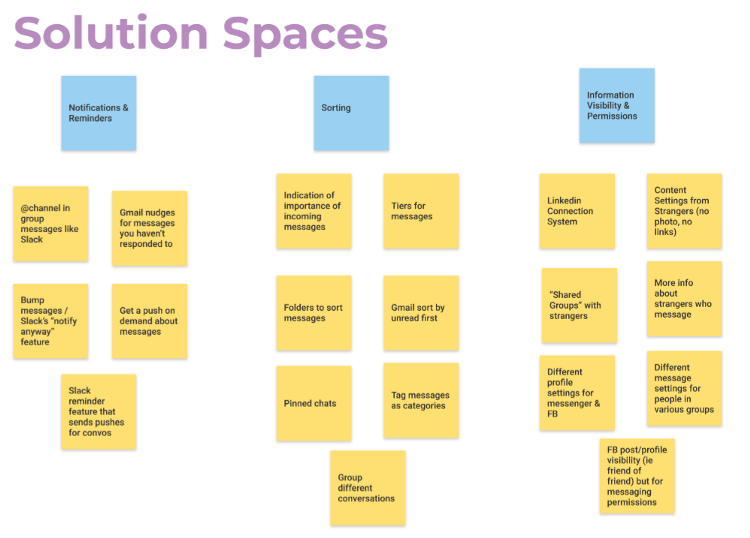 Solution Spaces
Notifications &
Reminders
@channel in
group
messages like
Slack
Gmail nudges
for messages
you haven't
responded to
Bump
messages /
Slack's "notify
anyway"
feature
Get a push on
demand about
messages
Slack
reminder
feature that
sends pushes
for convos
Sorting
Indication of
importance of
incoming
messages
Tiers for
messages
Folders to sort
messages
Gmail sort by
unread first
Pinned chats
Tag messages
as categories
Group
different
conversations
Information
Visibility &
Permissions
Linkedin
Connection
System
Content
Settings from
Strangers (no
photo, no
links)
"Shared
Groups" with
strangers
More info
about
strangers who
message
Different
profile
settings for
messenger &
FB
Different
message
settings for
people in
various groups
FB post/profile
visibility (ie
friend of
friend) but for
messaging
permissions